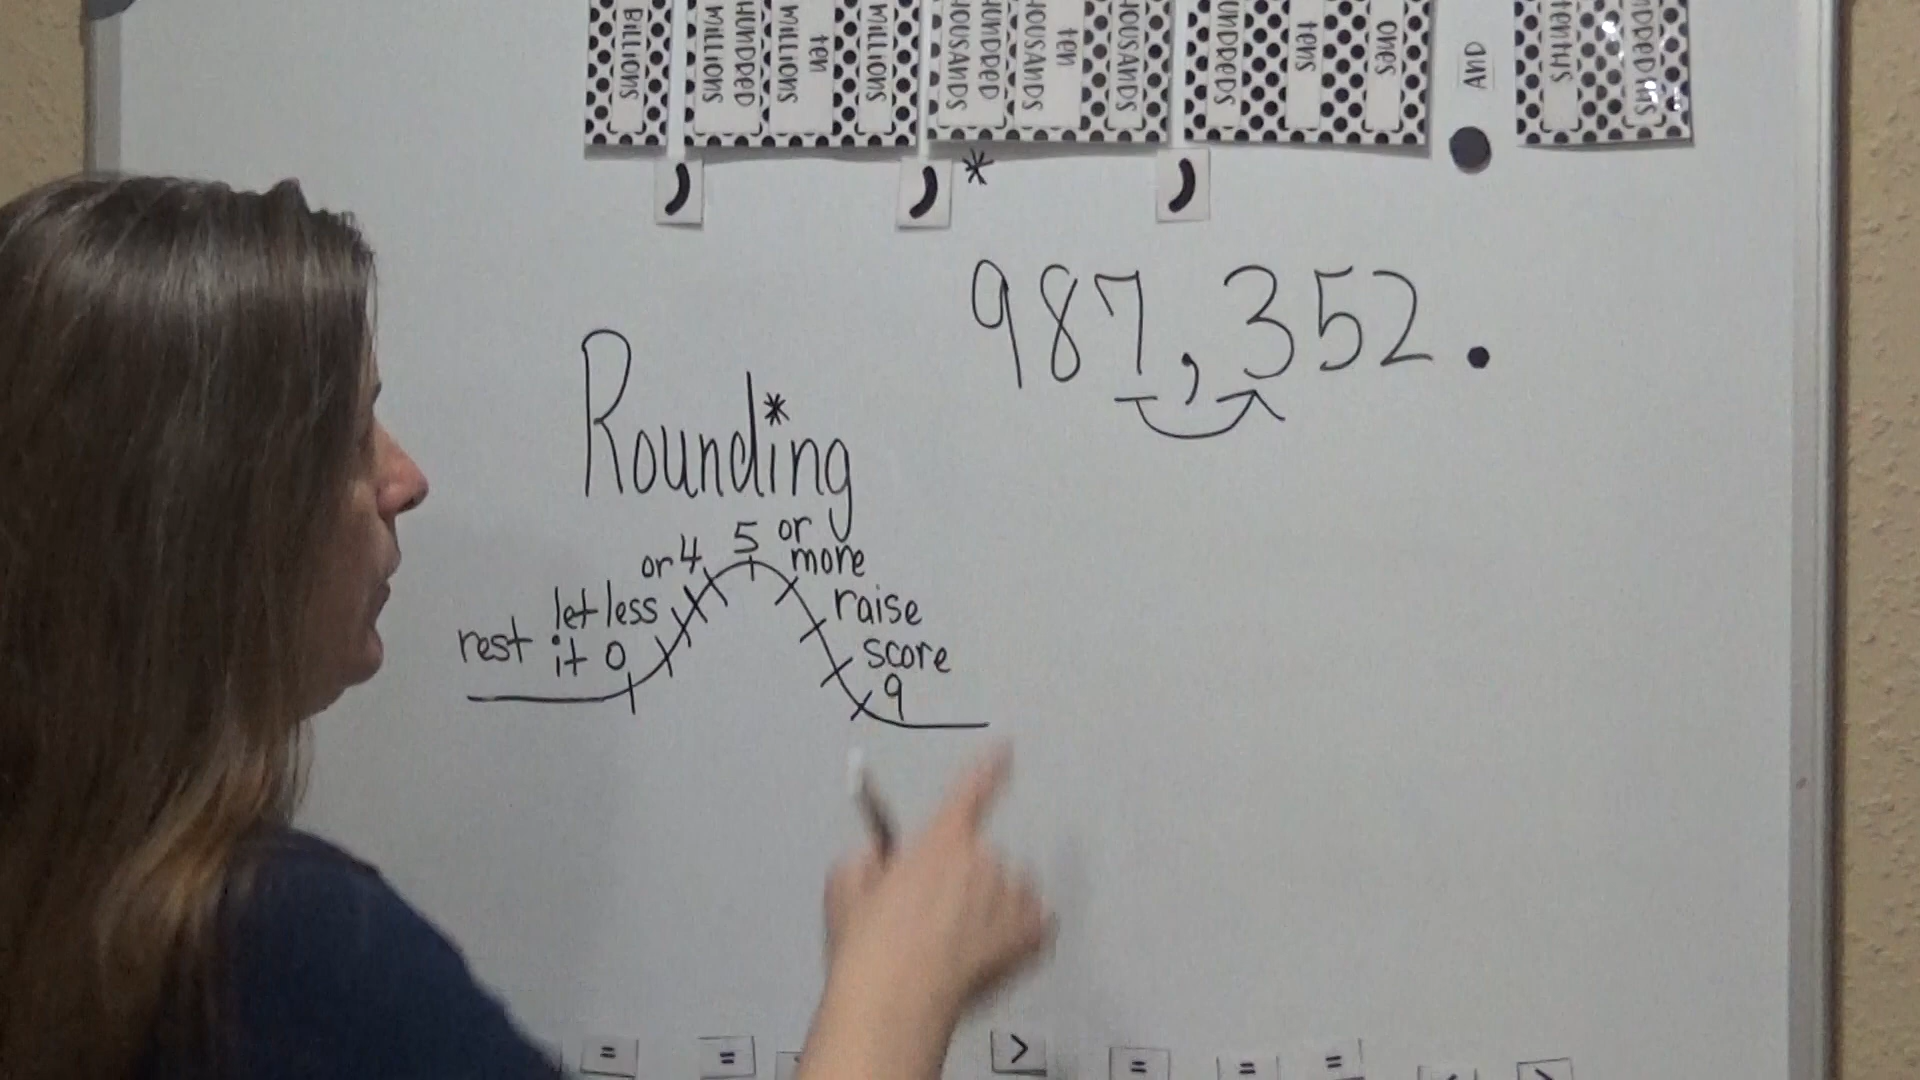 BILLIONS
HUNDRED MILLIONS
ten MILLIONS
MILLIONS
HUNDRED THOUSANDS
ten THOUSANDS
THOUSANDS
HUNDREDS
tens
ones
AND
tenths
, , * ,
987,352.
Rounding
*
or 4 5 or more
let less raise
rest it 0 score
9
= = > = = =